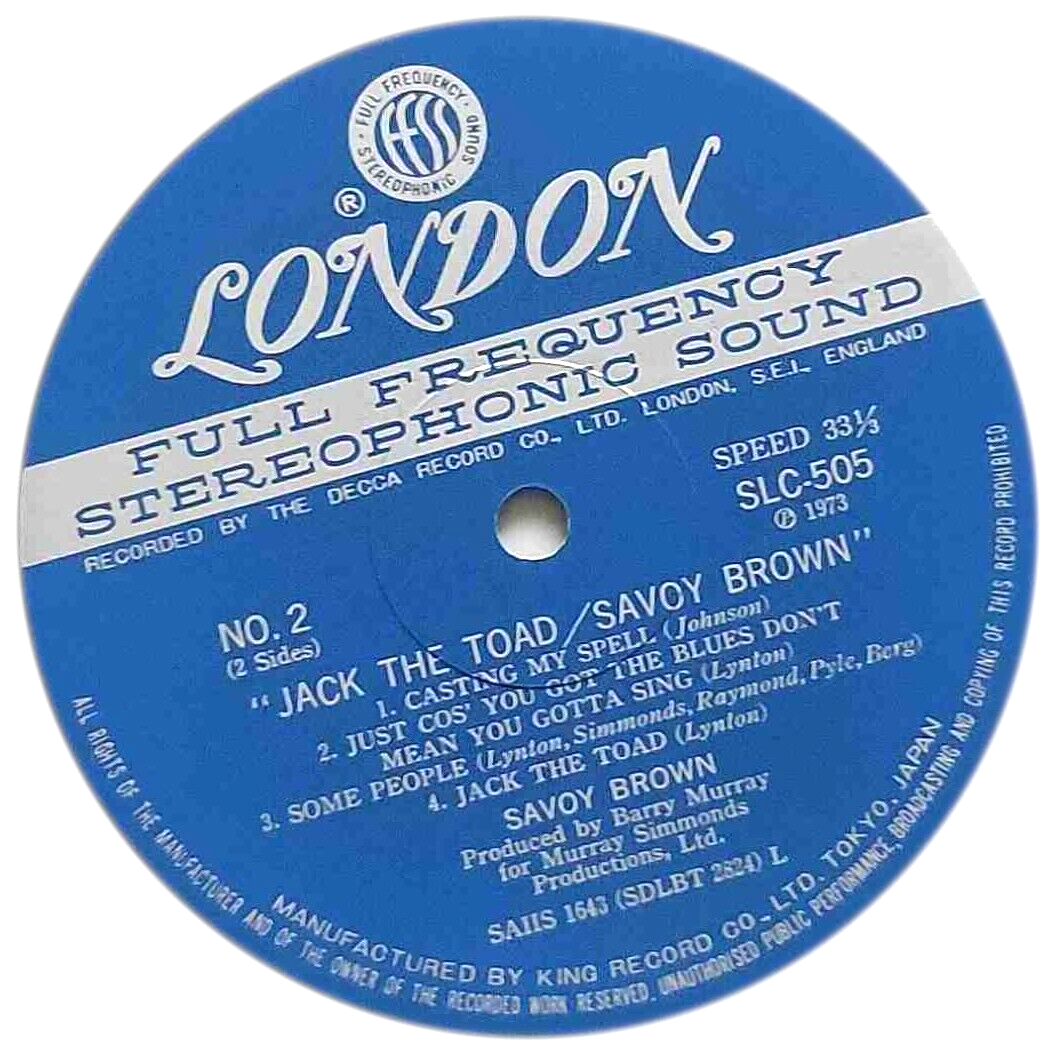 FULL FREQUENCY · STEREOPHONIC · SOUND
ffss
®
LONDON
FULL FREQUENCY
STEREOPHONIC SOUND
RECORDED BY THE DECCA RECORD CO., LTD. LONDON, S.E.I., ENGLAND
SPEED 33⅓
SLC-505
℗ 1973
NO. 2
(2 Sides)
"JACK THE TOAD/SAVOY BROWN"
1. CASTING MY SPELL (Johnson)
2. JUST COS' YOU GOT THE BLUES DON'T
MEAN YOU GOTTA SING (Lynton)
3. SOME PEOPLE (Lynton, Simmonds, Raymond, Pyle, Berg)
4. JACK THE TOAD (Lynton)
SAVOY BROWN
Produced by Barry Murray
for Murray Simmonds
Productions, Ltd.
SAIIS 1643 (SDLBT 2824) L
MANUFACTURED BY KING RECORD CO., LTD. TOKYO, JAPAN
ALL RIGHTS OF THE MANUFACTURER AND OF THE OWNER OF THE RECORDED WORK RESERVED. UNAUTHORISED PUBLIC PERFORMANCE, BROADCASTING AND COPYING OF THIS RECORD PROHIBITED